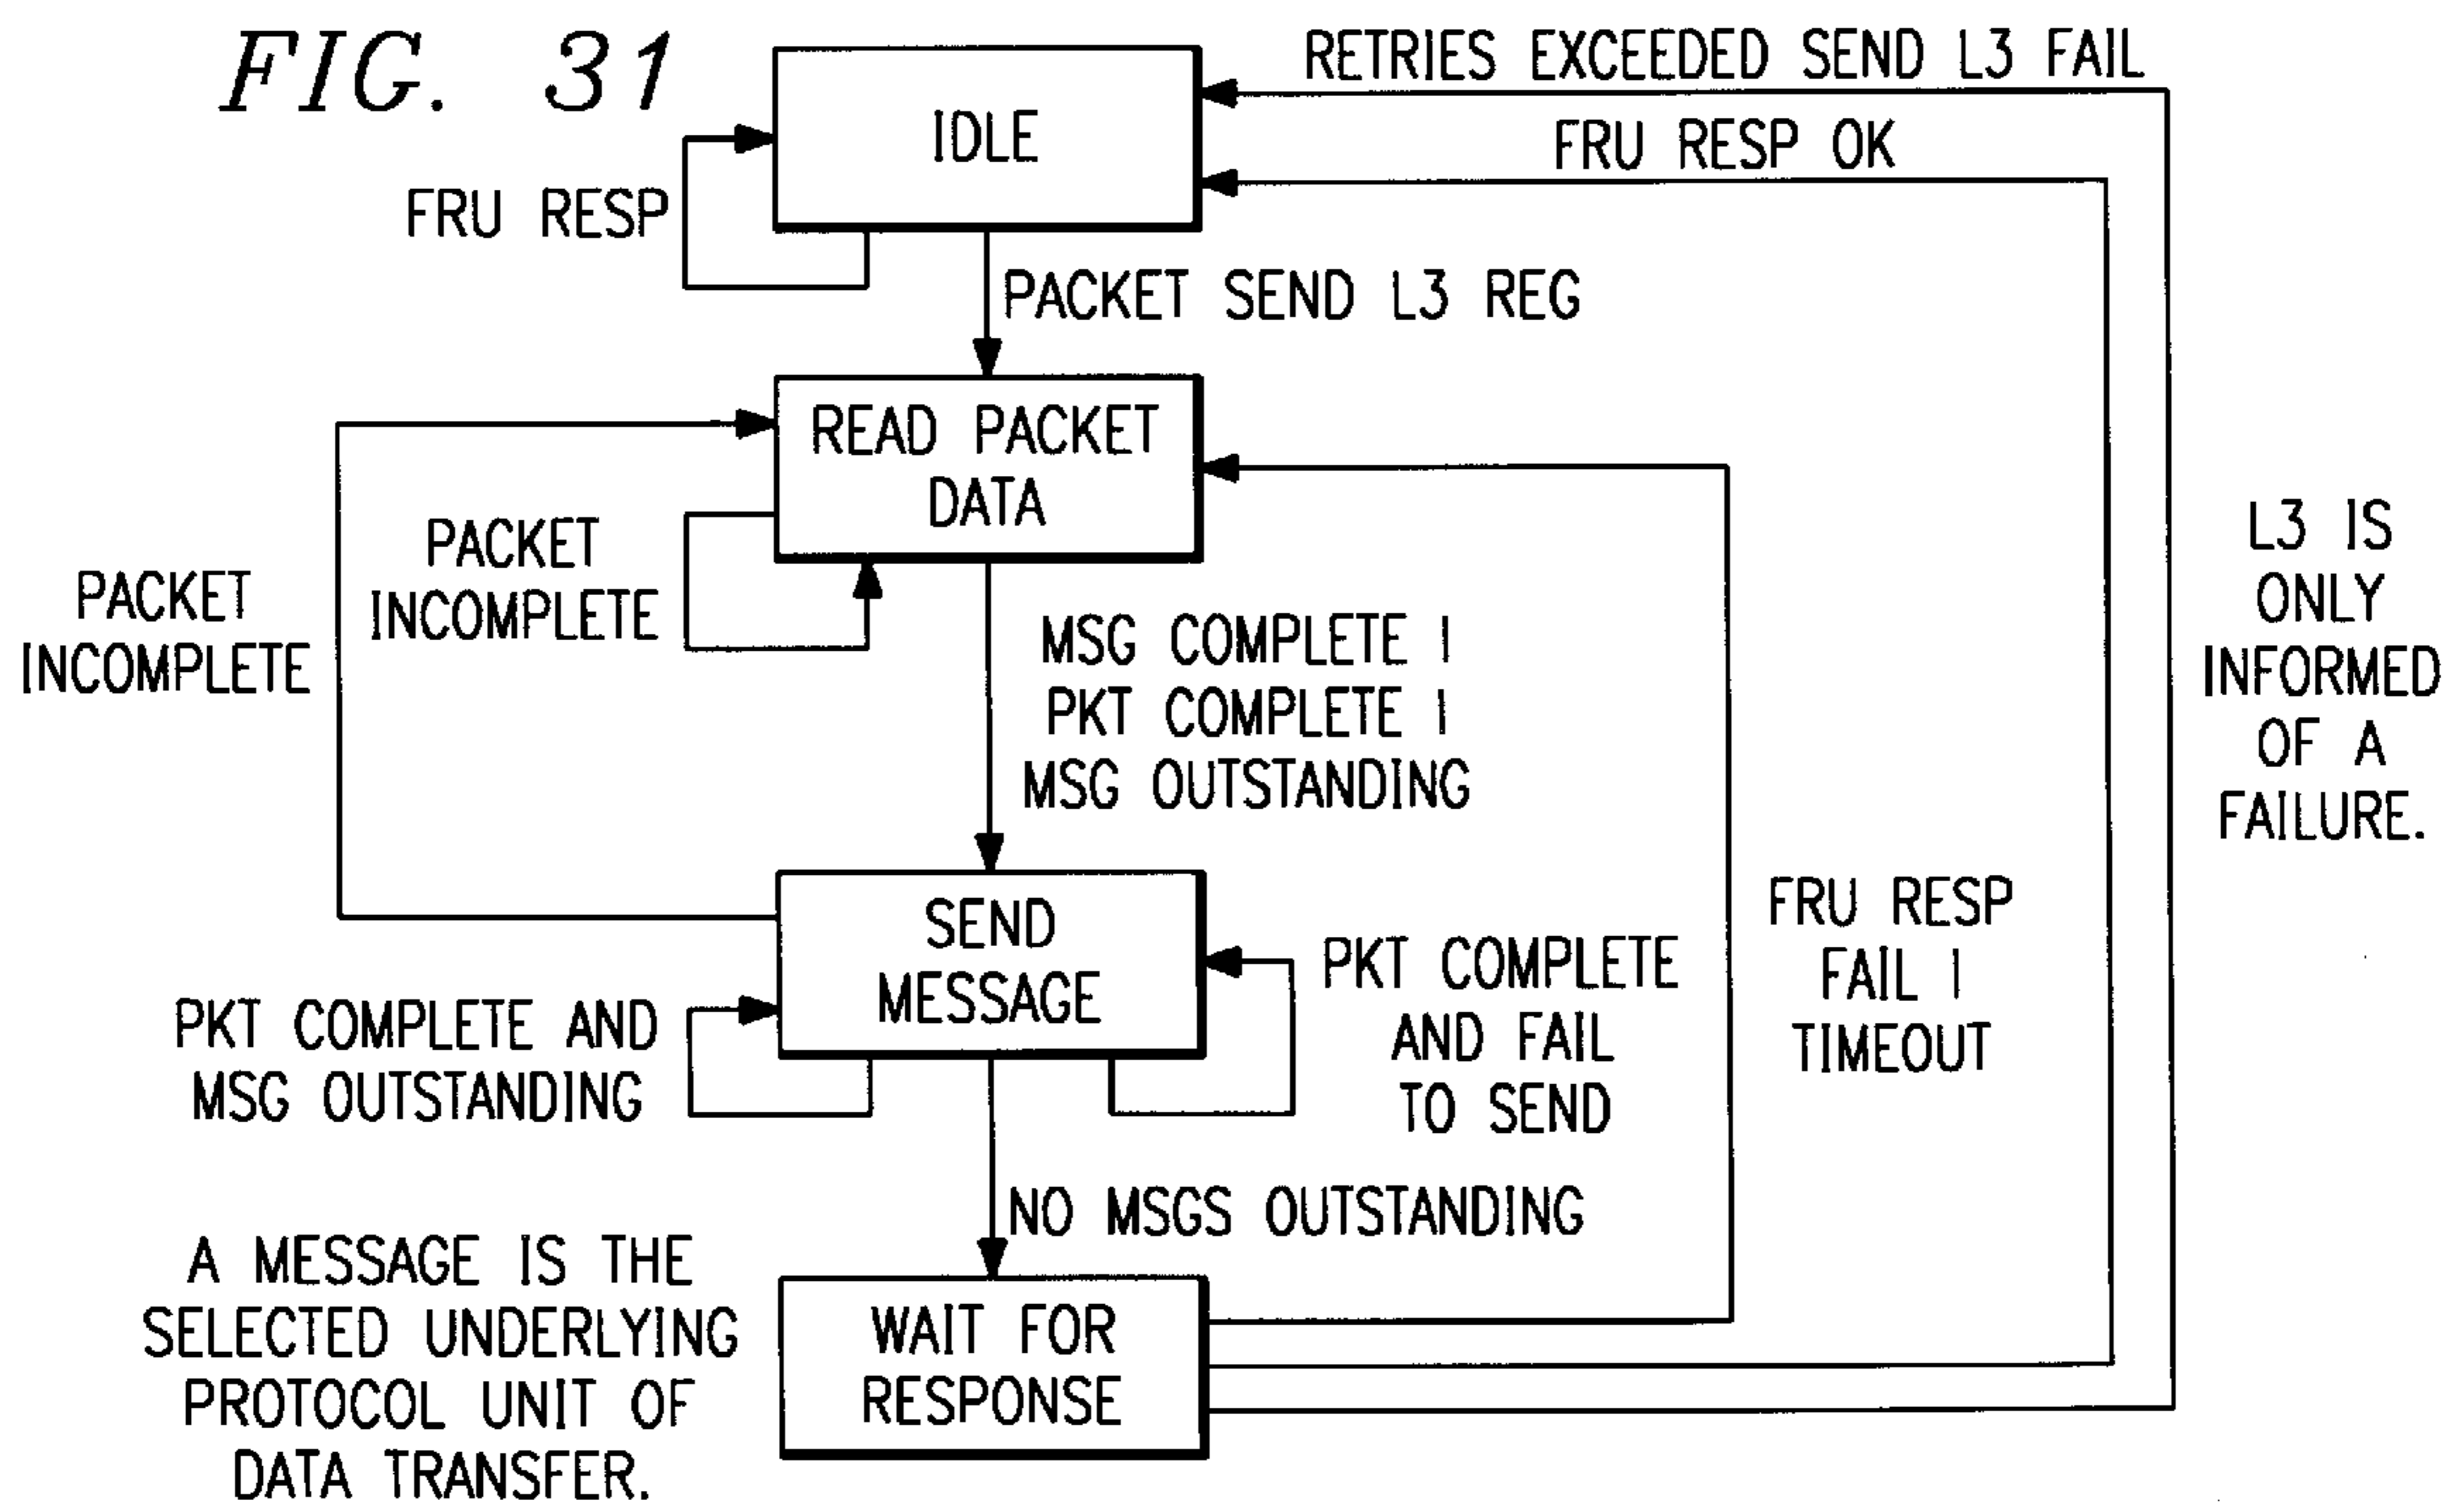 FIG. 31
RETRIES EXCEEDED SEND L3 FAIL
IDLE
FRU RESP OK
FRU RESP
PACKET SEND L3 REG
READ PACKET
DATA
PACKET
INCOMPLETE
PACKET
INCOMPLETE
MSG COMPLETE |
PKT COMPLETE |
MSG OUTSTANDING
L3 IS
ONLY
INFORMED
OF A
FAILURE.
SEND
MESSAGE
PKT COMPLETE
AND FAIL
TO SEND
FRU RESP
FAIL |
TIMEOUT
PKT COMPLETE AND
MSG OUTSTANDING
NO MSGS OUTSTANDING
A MESSAGE IS THE
SELECTED UNDERLYING
PROTOCOL UNIT OF
DATA TRANSFER.
WAIT FOR
RESPONSE